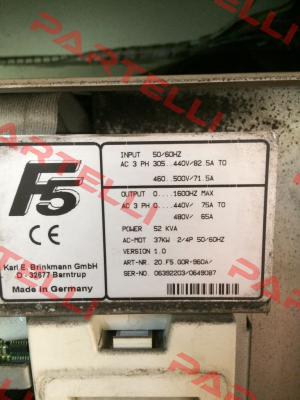 PARTELLI
PARTELLI
PARTELLI
PARTELLI
F5
CE
Karl E. Brinkmann GmbH
D - 32677 Barntrup
Made in Germany
INPUT 50/60HZ
AC 3 PH 305...440V/82.5A TO
460...500V/71.5A
OUTPUT 0...1600HZ MAX
AC 3 PH 0...440V/ 75A TO
480V/ 65A
POWER 52 KVA
AC-MOT 37KW 2/4P 50/60HZ
VERSION 1.0
ART-NR. 20.F5.G0R-960A/
SER-NO. 06392203/0649087